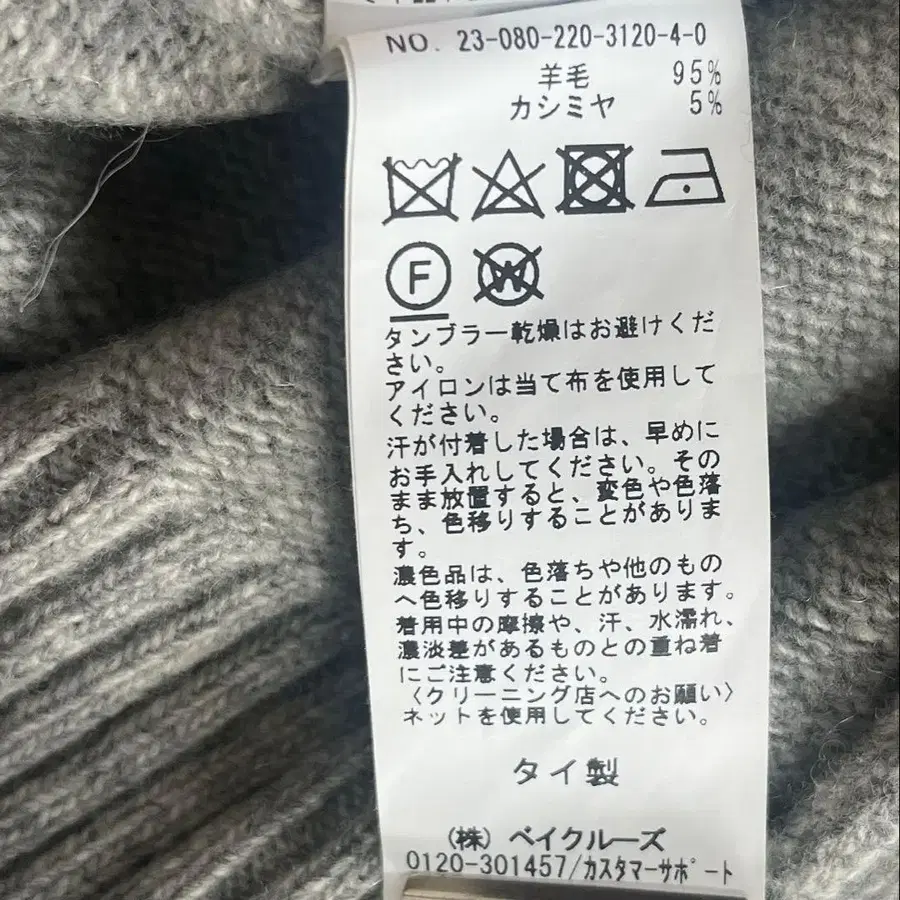 NO. 23-080-220-3120-4-0
羊毛 95%
カシミヤ 5%
F
W
タンブラー乾燥はお避けくだ
さい。
アイロンは当て布を使用して
ください。
汗が付着した場合は、早めに
お手入れしてください。その
まま放置すると、変色や色落
ち、色移りすることがありま
す。
濃色品は、色落ちや他のもの
へ色移りすることがあります。
着用中の摩擦や、汗、水濡れ、
濃淡差があるものとの重ね着
にご注意ください。
〈クリーニング店へのお願い〉
ネットを使用してください。
タイ製
(株) ベイクルーズ
0120-301457/カスタマーサポート